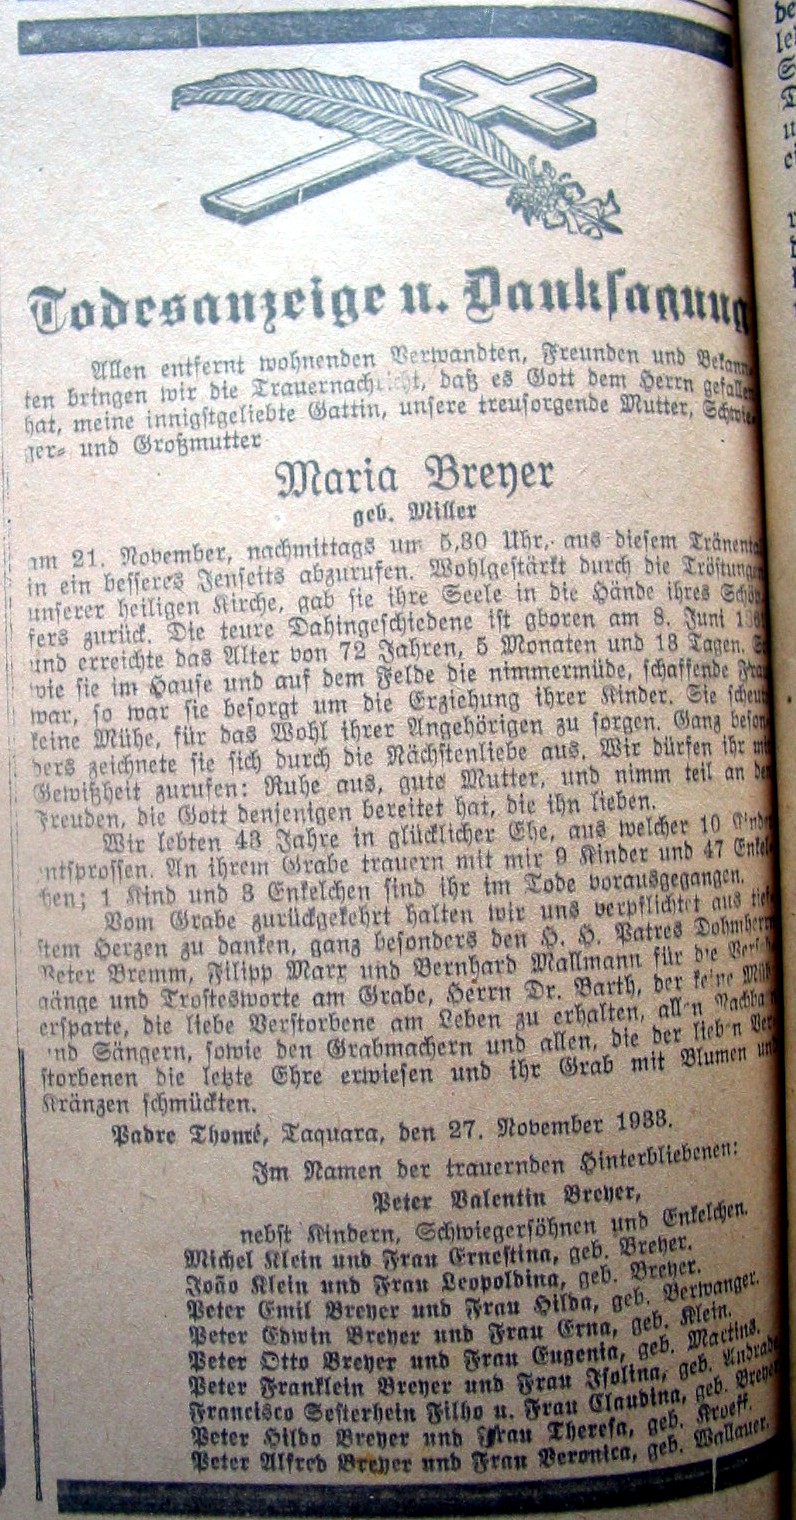 Todesanzeige u. Danksagung
Allen entfernt wohnenden Verwandten, Freunden und Bekann-
ten bringen wir die Trauernachricht, daß es Gott dem Herrn gefallen
hat, meine innigstgeliebte Gattin, unsere treusorgende Mutter, Schwie-
ger- und Großmutter
Maria Breyer
geb. Miller
am 21. November, nachmittags um 5,30 Uhr, aus diesem Tränental
in ein besseres Jenseits abzurufen. Wohlgestärkt durch die Tröstungen
unserer heiligen Kirche, gab sie ihre Seele in die Hände ihres Schöp-
fers zurück. Die teure Dahingeschiedene ist gboren am 8. Juni
und erreichte das Alter von 72 Jahren, 5 Monaten und 13 Tagen. So
wie sie im Hause und auf dem Felde die nimmermüde, schaffende Frau
war, so war sie besorgt um die Erziehung ihrer Kinder. Sie scheute
keine Mühe, für das Wohl ihrer Angehörigen zu sorgen. Ganz beson-
ders zeichnete sie sich durch die Nächstenliebe aus. Wir dürfen ihr mit
Gewißheit zurufen: Ruhe aus, gute Mutter, und nimm teil an den
Freuden, die Gott denjenigen bereitet hat, die ihn lieben.
Wir lebten 43 Jahre in glücklicher Ehe, aus welcher 10 Kinder
entsprossen. An ihrem Grabe trauern mit mir 9 Kinder und 47 Enkel-
chen; 1 Kind und 3 Enkelchen sind ihr im Tode vorausgegangen.
Vom Grabe zurückgekehrt halten wir uns verpflichtet aus tief-
stem Herzen zu danken, ganz besonders den H. H. Patres Dohmherrn
Peter Bremm, Filipp Marx und Bernhard Mallmann für die
gänge und Trostesworte am Grabe, Herrn Dr. Barth, der keine Mühe
ersparte, die liebe Verstorbene am Leben zu erhalten, allen Nachbarn
und Sängern, sowie den Grabmachern und allen, die der lieben Ver-
storbenen die letzte Ehre erwiesen und ihr Grab mit Blumen und
Kränzen schmückten.
Padre Thomé, Taquara, den 27. November 1933.
Im Namen der trauernden Hinterbliebenen:
Peter Valentin Breyer,
nebst Kindern, Schwiegersöhnen und Enkelchen.
Michel Klein und Frau Ernestina, geb. Breyer.
João Klein und Frau Leopoldina, geb. Breyer.
Peter Emil Breyer und Frau Hilda, geb. Berwanger.
Peter Edwin Breyer und Frau Erna, geb. Klein.
Peter Otto Breyer und Frau Eugenia, geb. Martins.
Peter Franklein Breyer und Frau Isolina, geb. Andrade
Francisco Sesterhein Filho u. Frau Claudina, geb. Breyer
Peter Hildo Breyer und Frau Theresa, geb. Kroeff.
Peter Alfred Breyer und Frau Veronica, geb. Wallauer.